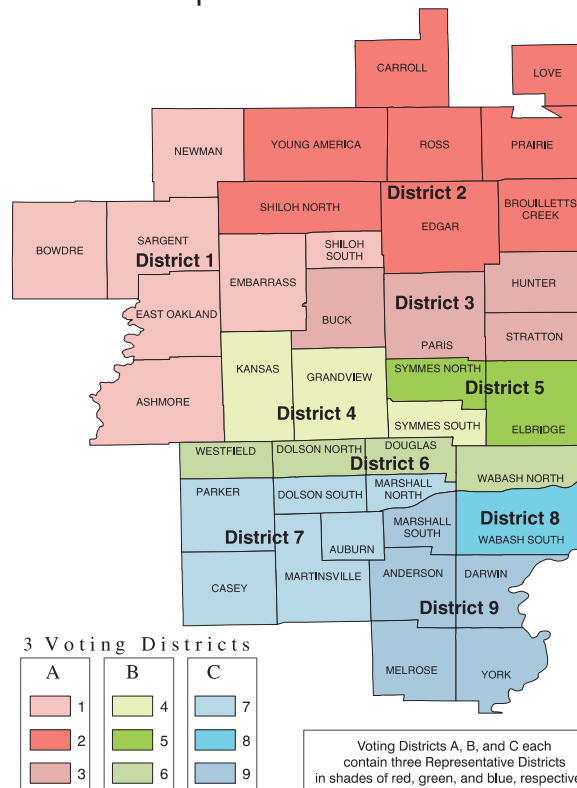 CARROLL
LOVE
NEWMAN
YOUNG AMERICA
ROSS
PRAIRIE
District 2
SHILOH NORTH
EDGAR
BROUILLETTS
CREEK
BOWDRE
SARGENT
District 1
SHILOH
SOUTH
EMBARRASS
HUNTER
EAST OAKLAND
BUCK
District 3
STRATTON
PARIS
KANSAS
GRANDVIEW
SYMMES NORTH
District 5
ASHMORE
District 4
SYMMES SOUTH
ELBRIDGE
WESTFIELD
DOLSON NORTH
DOUGLAS
District 6
WABASH NORTH
PARKER
DOLSON SOUTH
MARSHALL
NORTH
District 8
WABASH SOUTH
District 7
MARSHALL
SOUTH
AUBURN
CASEY
MARTINSVILLE
ANDERSON
DARWIN
District 9
MELROSE
YORK
3 Voting Districts
A B C
1 4 7
2 5 8
3 6 9
Voting Districts A, B, and C each
contain three Representative Districts
in shades of red, green, and blue,